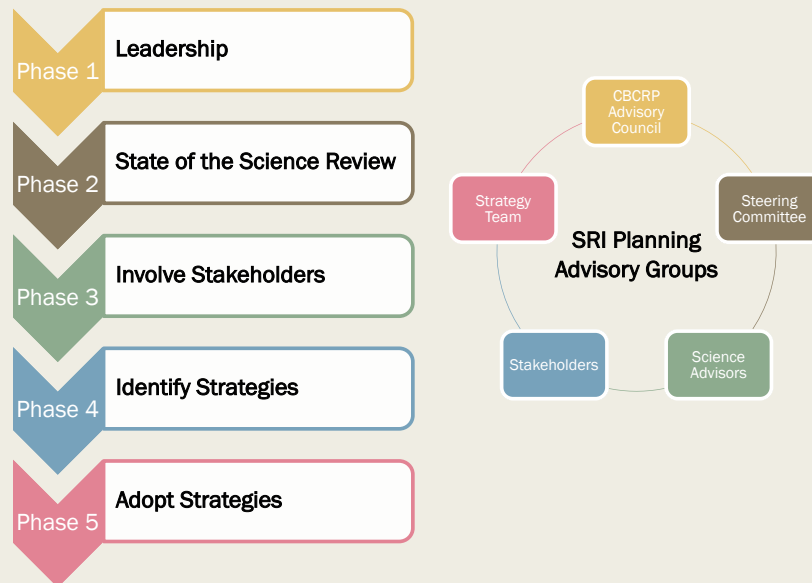 Phase 1
Leadership
Phase 2
State of the Science Review
Phase 3
Involve Stakeholders
Phase 4
Identify Strategies
Phase 5
Adopt Strategies
CBCRP
Advisory
Council
Steering
Committee
Science
Advisors
Stakeholders
Strategy
Team
SRI Planning
Advisory Groups